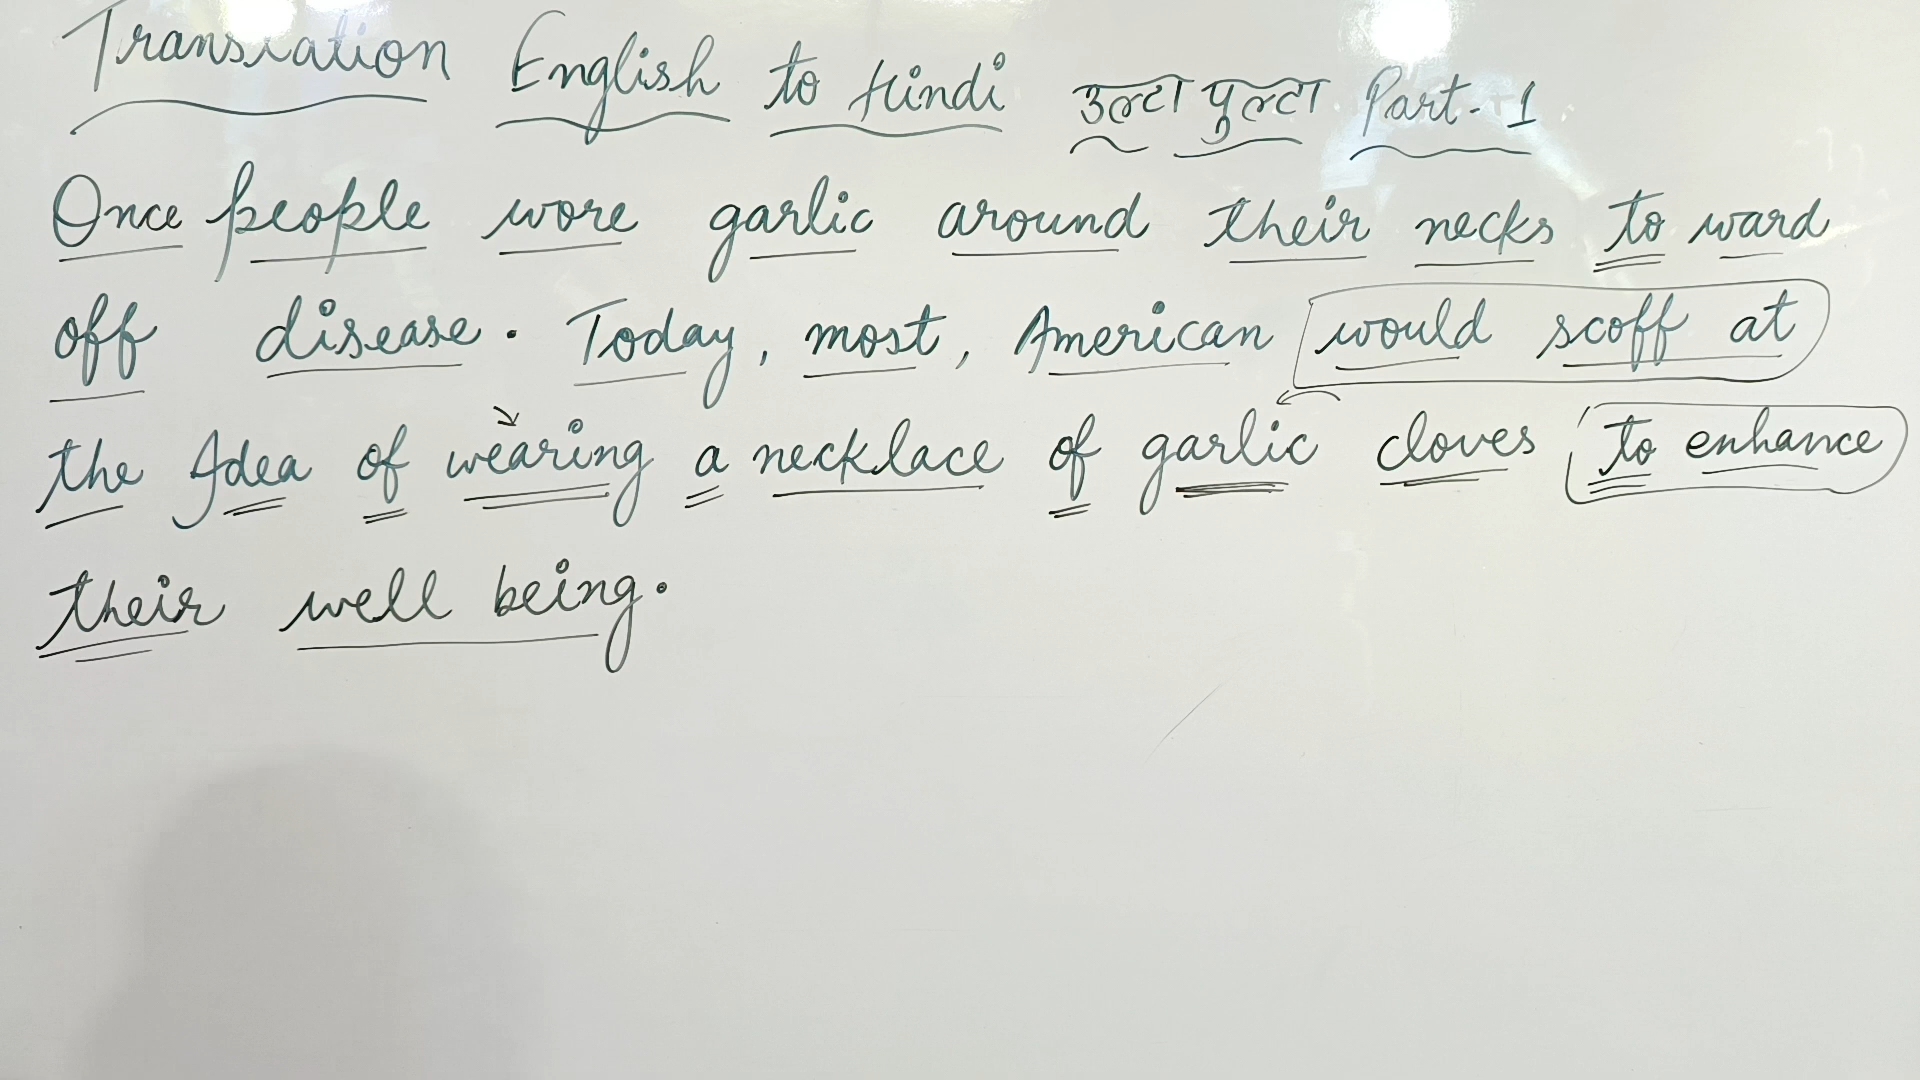 Translation English to Hindi उल्टा पुल्टा Part-1
Once people wore garlic around their necks to ward
off disease. Today, most, American would scoff at
the Idea of wearing a necklace of garlic cloves to enhance
their well being.